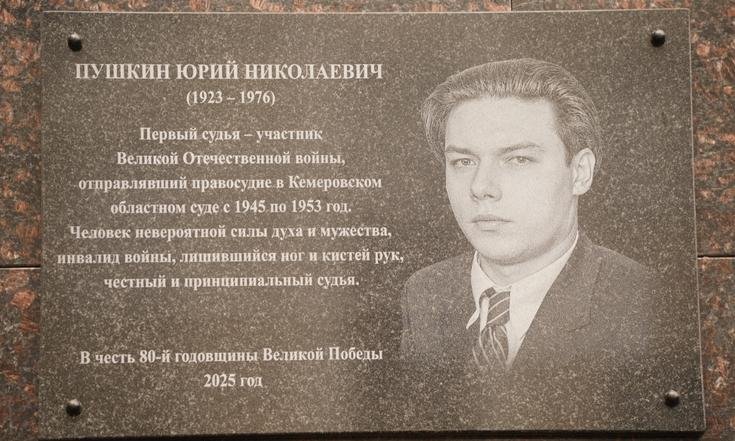 ПУШКИН ЮРИЙ НИКОЛАЕВИЧ
(1923 – 1976)
Первый судья – участник
Великой Отечественной войны,
отправлявший правосудие в Кемеровском
областном суде с 1945 по 1953 год.
Человек невероятной силы духа и мужества,
инвалид войны, лишившийся ног и кистей рук,
честный и принципиальный судья.
В честь 80-й годовщины Великой Победы
2025 год